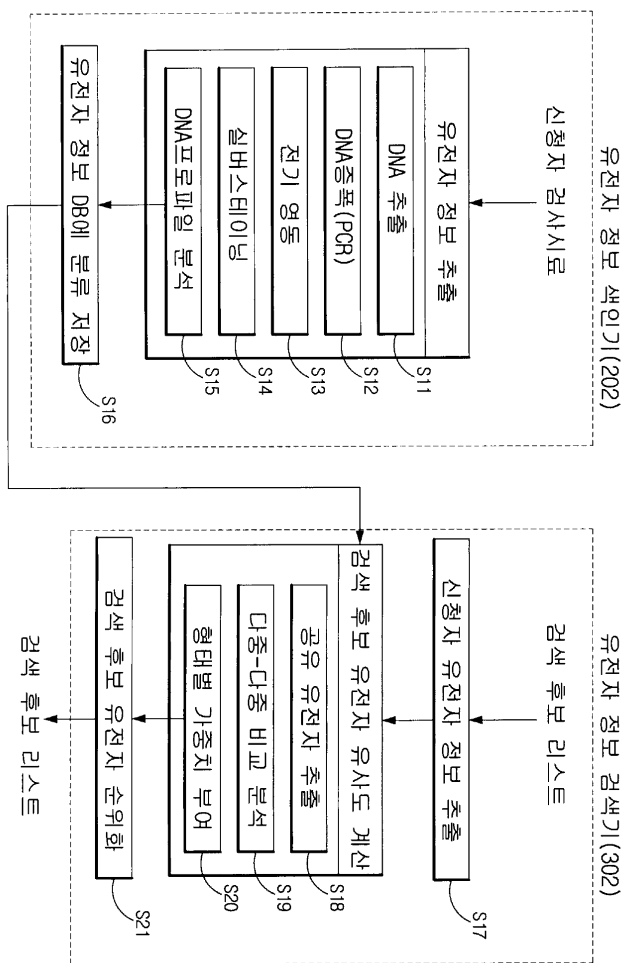 유전자 정보 색인기(202)
신청자 검사시료
유전자 정보 추출
DNA 추출
S11
DNA증폭(PCR)
S12
전기 영동
S13
실버스테이닝
S14
DNA프로파일 분석
S15
유전자 정보 DB에 분류 저장
S16
유전자 정보 검색기(302)
검색 후보 리스트
신청자 유전자 정보 추출
S17
검색 후보 유전자 유사도 계산
공유 유전자 추출
S18
다중-다중 비교 분석
S19
형태별 가중치 부여
S20
검색 후보 유전자 순위화
S21
검색 후보 리스트